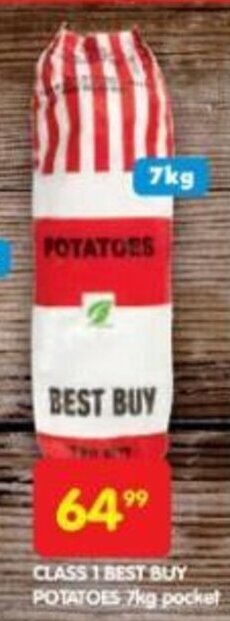 7kg
POTATOES
BEST BUY
64⁹⁹
CLASS 1 BEST BUY
POTATOES 7kg pocket